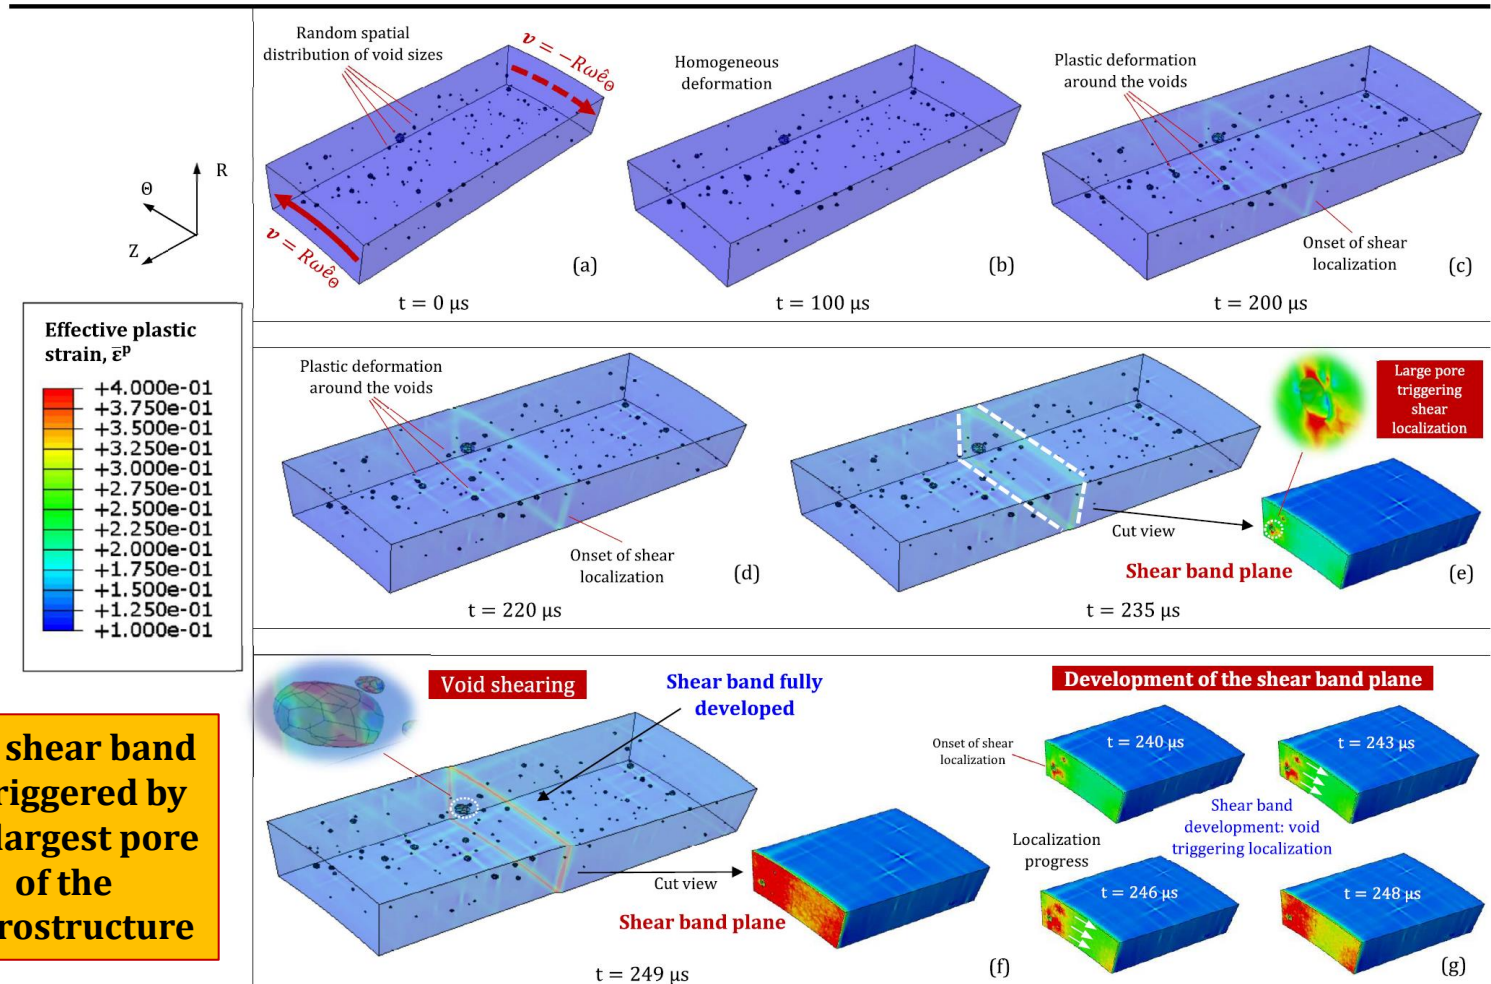 Random spatial
distribution of void sizes
v = −Rωê_Θ
v = Rωê_Θ
(a)
t = 0 μs
Homogeneous
deformation
(b)
t = 100 μs
Plastic deformation
around the voids
Onset of shear
localization
(c)
t = 200 μs
R
Θ
Z
Effective plastic
strain, ε̄ᵖ
+4.000e-01
+3.750e-01
+3.500e-01
+3.250e-01
+3.000e-01
+2.750e-01
+2.500e-01
+2.250e-01
+2.000e-01
+1.750e-01
+1.500e-01
+1.250e-01
+1.000e-01
Plastic deformation
around the voids
Onset of shear
localization
(d)
t = 220 μs
Large pore
triggering
shear
localization
Cut view
Shear band plane
(e)
t = 235 μs
shear band
riggered by
largest pore
of the
rostructure
Void shearing
Shear band fully
developed
Cut view
Shear band plane
(f)
t = 249 μs
Development of the shear band plane
Onset of shear
localization
t = 240 μs
t = 243 μs
Shear band
development: void
triggering localization
Localization
progress
t = 246 μs
t = 248 μs
(g)